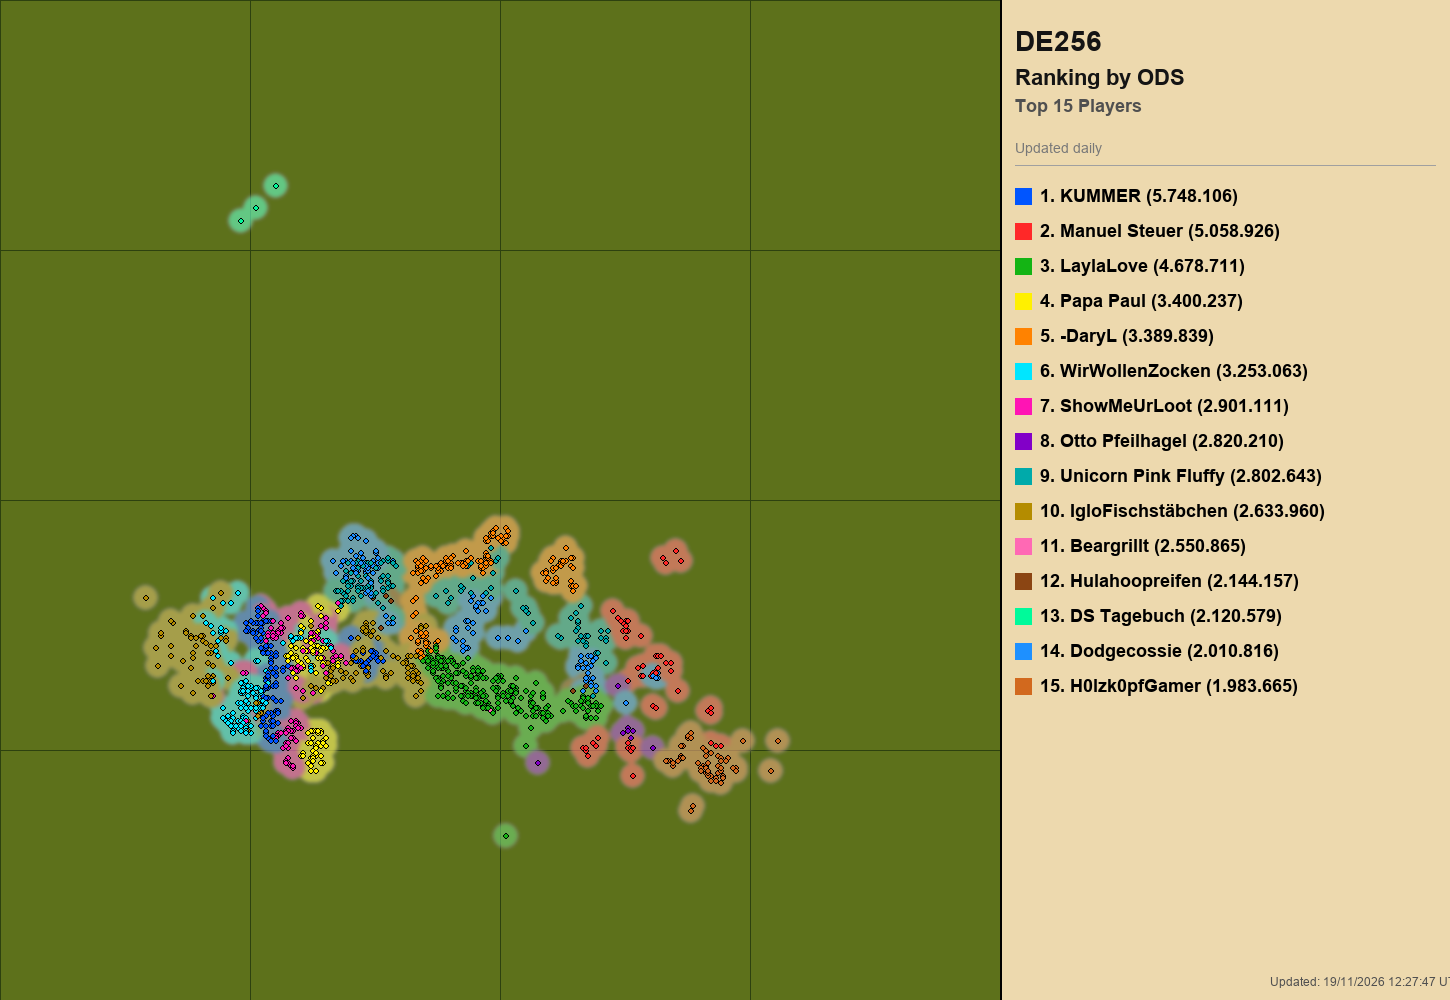 DE256
Ranking by ODS
Top 15 Players
Updated daily
1. KUMMER (5.748.106)
2. Manuel Steuer (5.058.926)
3. LaylaLove (4.678.711)
4. Papa Paul (3.400.237)
5. -DaryL (3.389.839)
6. WirWollenZocken (3.253.063)
7. ShowMeUrLoot (2.901.111)
8. Otto Pfeilhagel (2.820.210)
9. Unicorn Pink Fluffy (2.802.643)
10. IgloFischstäbchen (2.633.960)
11. Beargrillt (2.550.865)
12. Hulahoopreifen (2.144.157)
13. DS Tagebuch (2.120.579)
14. Dodgecossie (2.010.816)
15. H0lzk0pfGamer (1.983.665)
Updated: 19/11/2026 12:27:47